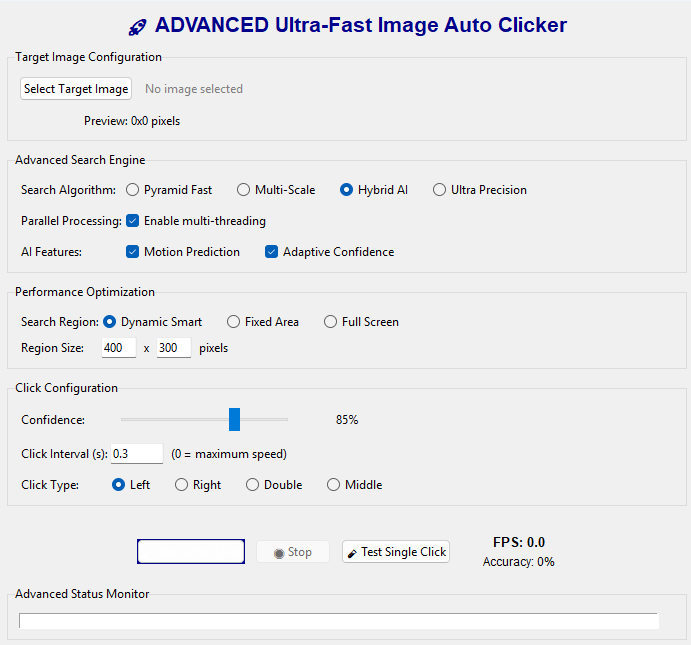 ADVANCED Ultra-Fast Image Auto Clicker
Target Image Configuration
Select Target Image No image selected
Preview: 0x0 pixels
Advanced Search Engine
Search Algorithm: Pyramid Fast Multi-Scale Hybrid AI Ultra Precision
Parallel Processing: Enable multi-threading
AI Features: Motion Prediction Adaptive Confidence
Performance Optimization
Search Region: Dynamic Smart Fixed Area Full Screen
Region Size: 400 x 300 pixels
Click Configuration
Confidence: 85%
Click Interval (s): 0.3 (0 = maximum speed)
Click Type: Left Right Double Middle
Stop Test Single Click FPS: 0.0
Accuracy: 0%
Advanced Status Monitor